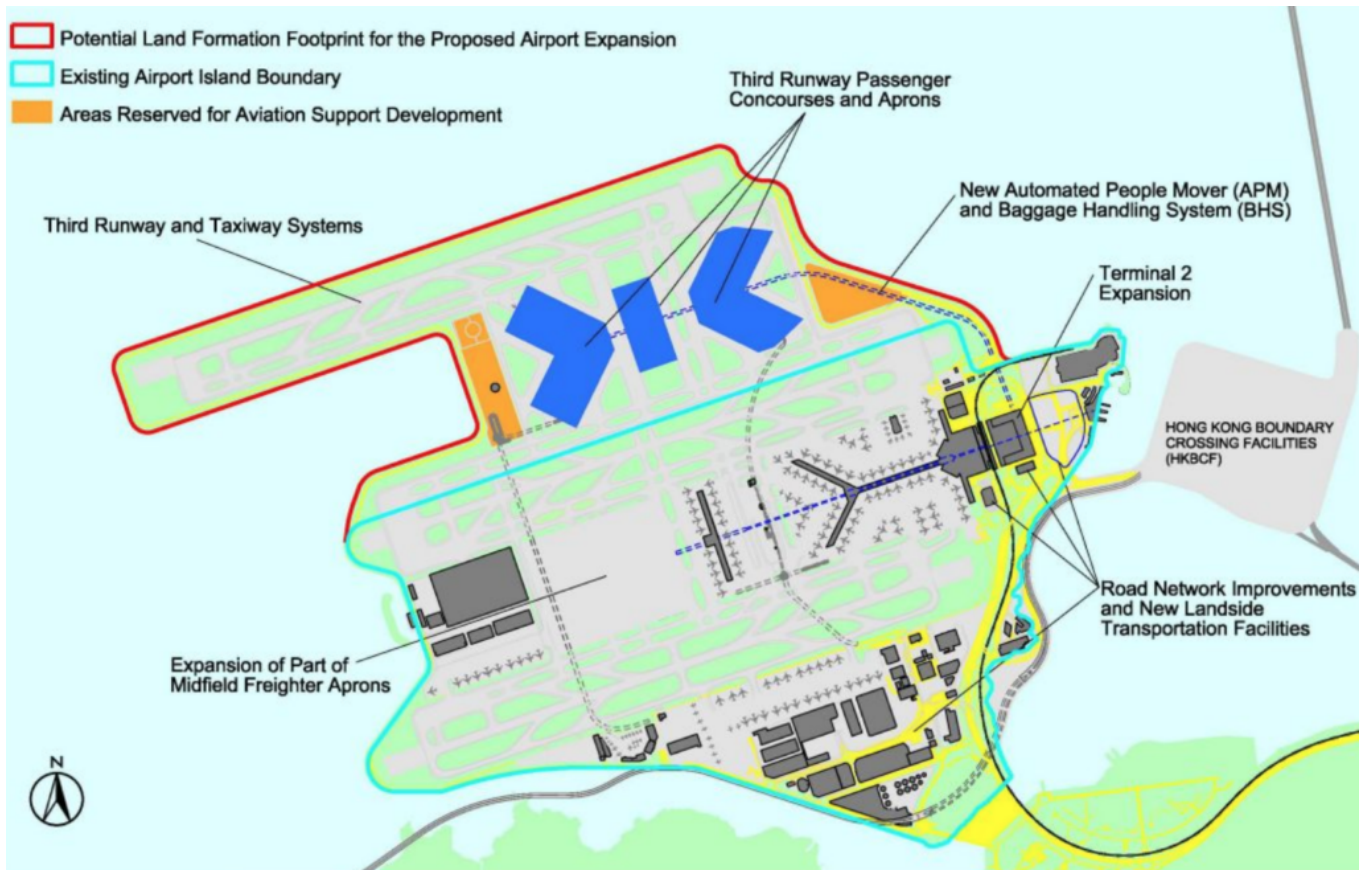 Potential Land Formation Footprint for the Proposed Airport Expansion
Existing Airport Island Boundary
Areas Reserved for Aviation Support Development
Third Runway Passenger
Concourses and Aprons
New Automated People Mover (APM)
and Baggage Handling System (BHS)
Third Runway and Taxiway Systems
Terminal 2
Expansion
HONG KONG BOUNDARY
CROSSING FACILITIES
(HKBCF)
Road Network Improvements
and New Landside
Transportation Facilities
Expansion of Part of
Midfield Freighter Aprons
N